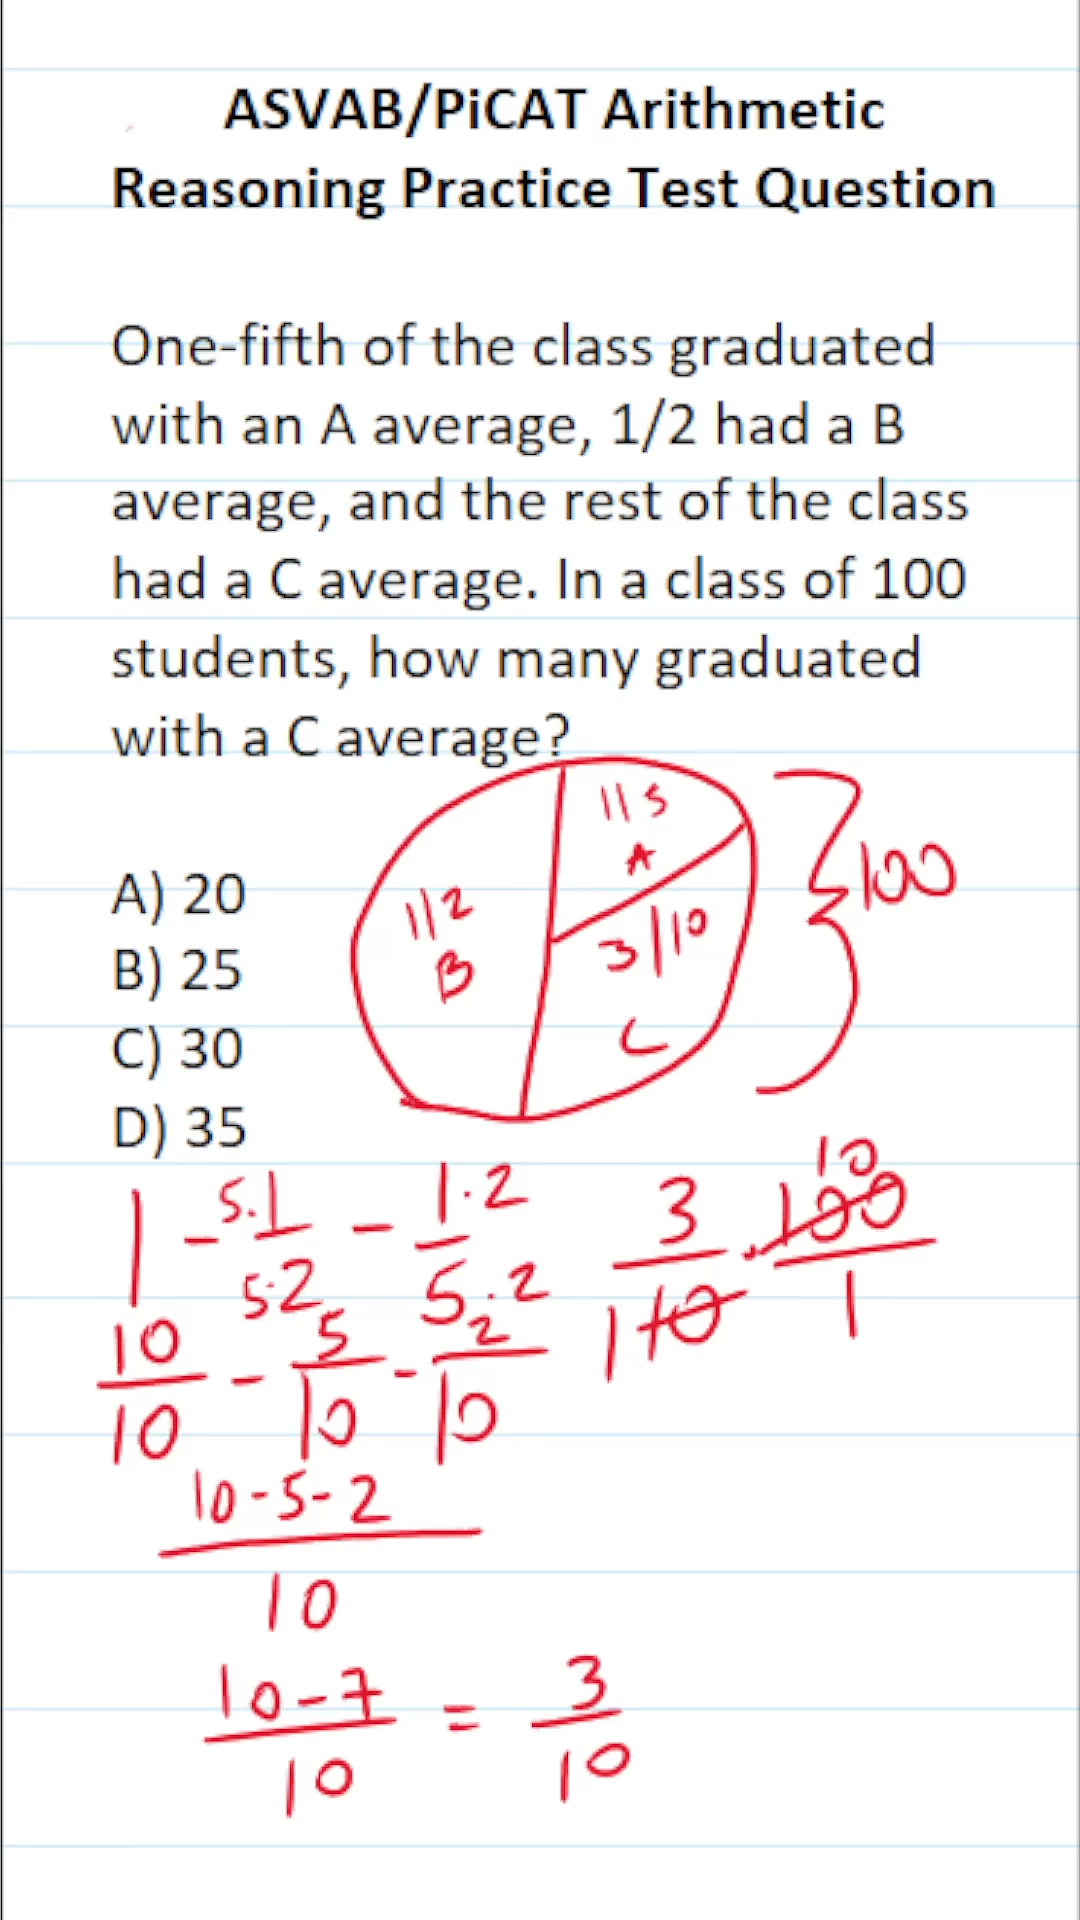 ASVAB/PiCAT Arithmetic
Reasoning Practice Test Question
One-fifth of the class graduated
with an A average, 1/2 had a B
average, and the rest of the class
had a C average. In a class of 100
students, how many graduated
with a C average?
A) 20
B) 25
C) 30
D) 35
1/5
A
1/2
B
3/10
C
100
1 - 5·1/5·2 - 1·2/5·2
10/10 - 5/10 - 2/10
10-5-2
10
10-7/10 = 3/10
3/10 · 100/1
10
1